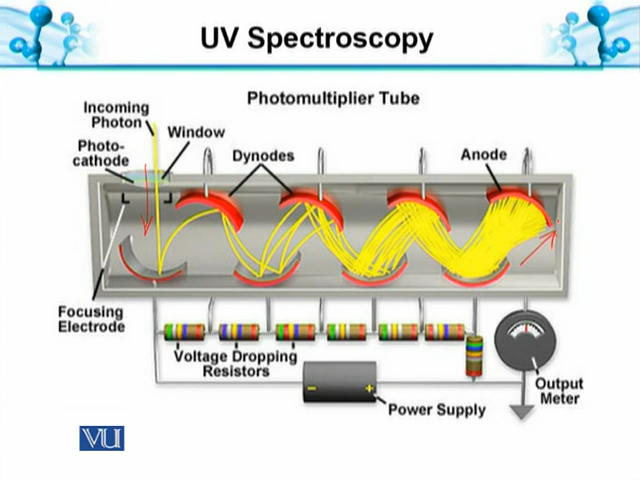 UV Spectroscopy
Photomultiplier Tube
Incoming
Photon
Window
Photo-
cathode
Dynodes
Anode
Focusing
Electrode
Voltage Dropping
Resistors
Power Supply
Output
Meter
VU